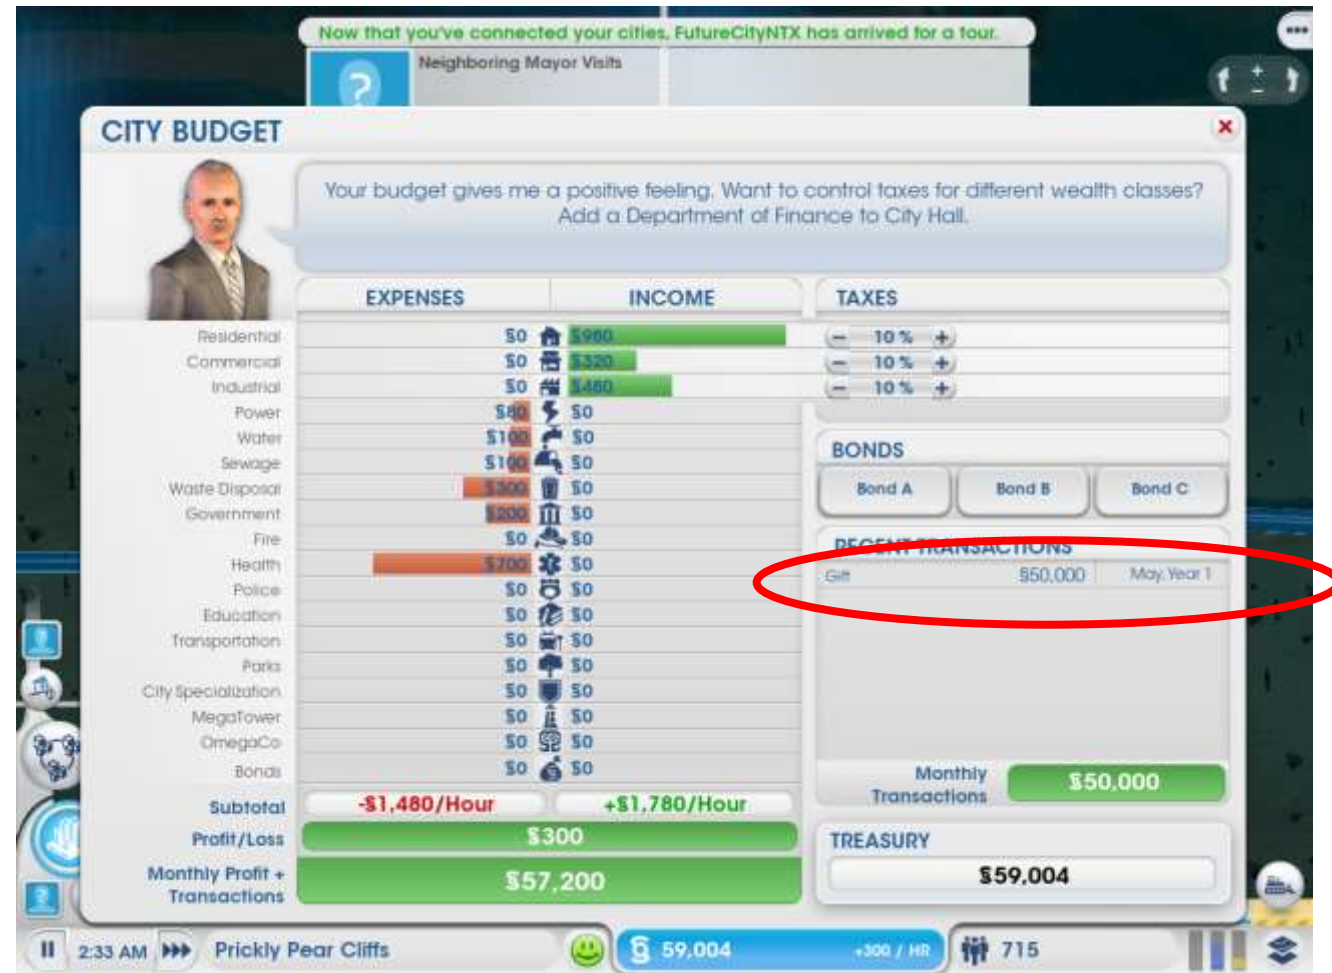 Now that you've connected your cities, FutureCityNTX has arrived for a tour.
Neighboring Mayor Visits
CITY BUDGET
Your budget gives me a positive feeling. Want to control taxes for different wealth classes?
Add a Department of Finance to City Hall.
EXPENSES INCOME TAXES
Residential §0 §980 − 10 % +
Commercial §0 §320 − 10 % +
Industrial §0 §480 − 10 % +
Power §80 §0
Water §100 §0
Sewage §100 §0
Waste Disposal §300 §0
Government §200 §0
Fire §0 §0
Health §700 §0
Police §0 §0
Education §0 §0
Transportation §0 §0
Parks §0 §0
City Specialization §0 §0
MegaTower §0 §0
OmegaCo §0 §0
Bonds §0 §0
Subtotal -§1,480/Hour +§1,780/Hour
Profit/Loss §300
Monthly Profit +
Transactions §57,200
BONDS
Bond A Bond B Bond C
RECENT TRANSACTIONS
Gift §50,000 May, Year 1
Monthly
Transactions §50,000
TREASURY
§59,004
2:33 AM Prickly Pear Cliffs § 59,004 +300 / HR 715